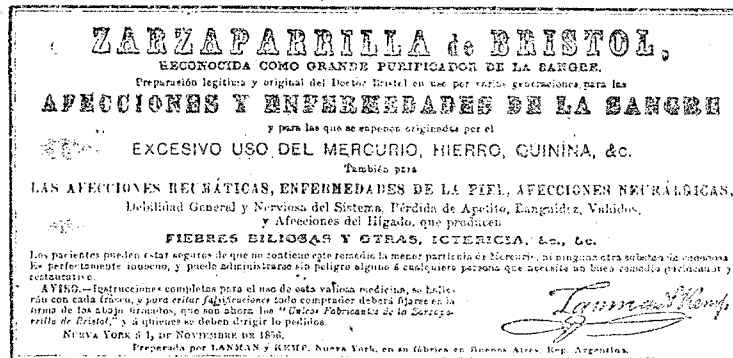 ZARZAPARRILLA de BRISTOL,
RECONOCIDA COMO GRANDE PURIFICADOR DE LA SANGRE.
Preparación legítima y original del Doctor Bristol en uso por varias generaciones, para las
AFECCIONES Y ENFERMEDADES DE LA SANGRE
y para las que se suponen originadas por el
EXCESIVO USO DEL MERCURIO, HIERRO, QUININA, &c.
También para
LAS AFECCIONES REUMÁTICAS, ENFERMEDADES DE LA PIEL, AFECCIONES NEURÁLGICAS,
Debilidad General y Nerviosa del Sistema, Pérdida de Apetito, Languidez, Vahidos,
y Afecciones del Hígado, que producen
FIEBRES BILIOSAS Y OTRAS, ICTERICIA, &c., &c.
Los pacientes pueden estar seguros de que no contiene este remedio la menor partícula de Mercurio, ni ninguna otra substancia
Es perfectamente inocuo, y puede administrarse sin peligro alguno á cualquiera persona que necesite un buen remedio purificador y
restaurativo.
AVISO.—Instrucciones completas para el uso de esta valiosa medicina, se halla-
rán con cada frasco, y para evitar falsificaciones todo comprador deberá fijarse en la
firma de los abajo firmados, que son ahora los "Únicos Fabricantes de la Zarzapa-
rrilla de Bristol," y á quienes se deben dirigir lo pedidos.
Lanman & Kemp
NUEVA YORK á 1, DE NOVIEMBRE DE 1856.
Preparada por LANMAN y KEMP, Nueva York, en su fábrica en Buenos Aires, Rep. Argentina.